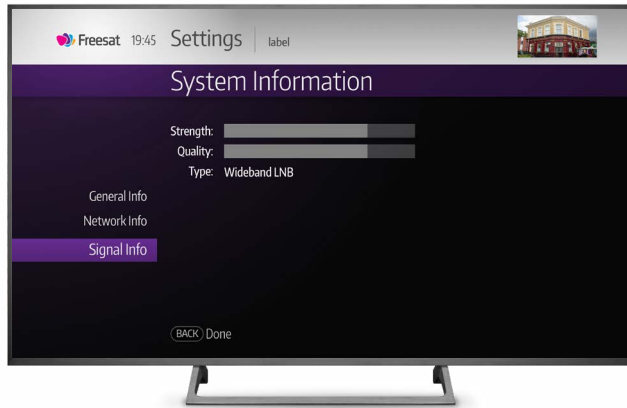 Freesat 19:45 Settings label
System Information
Strength:
Quality:
Type: Wideband LNB
General Info
Network Info
Signal Info
BACK Done